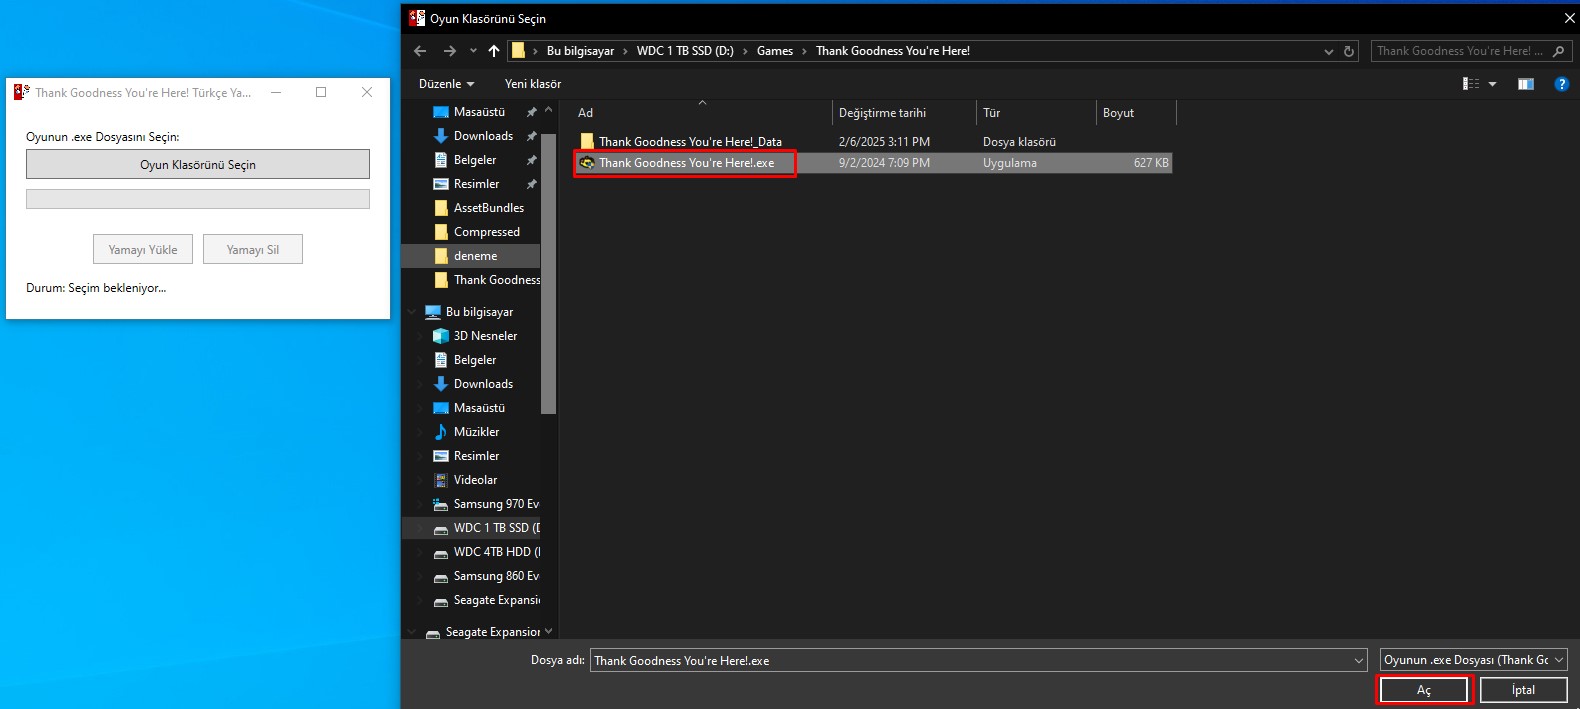 Oyun Klasörünü Seçin
Bu bilgisayar > WDC 1 TB SSD (D:) > Games > Thank Goodness You're Here!
Thank Goodness You're Here! ...
Düzenle
Yeni klasör
Thank Goodness You're Here! Türkçe Ya...
Oyunun .exe Dosyasını Seçin:
Oyun Klasörünü Seçin
Yamayı Yükle
Yamayı Sil
Durum: Seçim bekleniyor...
Masaüstü
Downloads
Belgeler
Resimler
AssetBundles
Compressed
deneme
Thank Goodness
Bu bilgisayar
3D Nesneler
Belgeler
Downloads
Masaüstü
Müzikler
Resimler
Videolar
Samsung 970 Ev
WDC 1 TB SSD (D
WDC 4TB HDD (
Samsung 860 Ev
Seagate Expansi
Seagate Expansion
Ad Değiştirme tarihi Tür Boyut
Thank Goodness You're Here!_Data 2/6/2025 3:11 PM Dosya klasörü
Thank Goodness You're Here!.exe 9/2/2024 7:09 PM Uygulama 627 KB
Dosya adı: Thank Goodness You're Here!.exe
Oyunun .exe Dosyası (Thank Gc
Aç
İptal